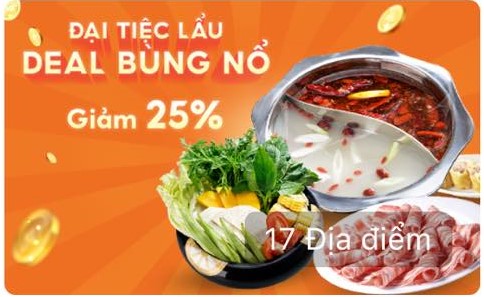 ĐẠI TIỆC LẨU
DEAL BÙNG NỔ
Giảm 25%
17 Địa điểm